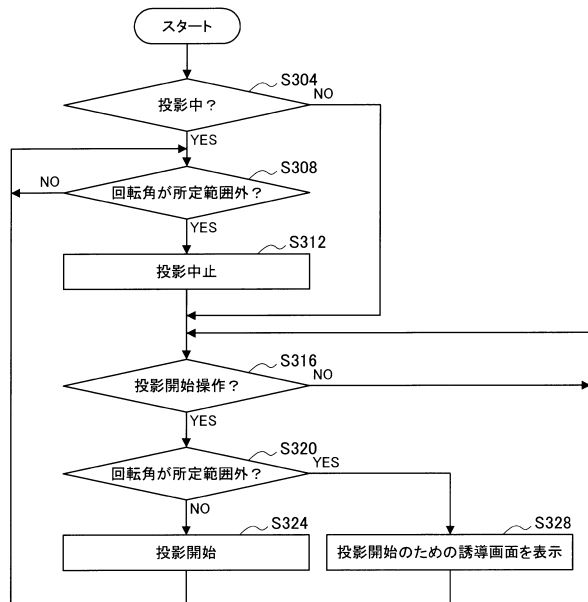 スタート
S304
投影中？
NO
YES
S308
NO
回転角が所定範囲外？
YES
S312
投影中止
S316
投影開始操作？
NO
YES
S320
回転角が所定範囲外？
YES
NO
S324
投影開始
S328
投影開始のための誘導画面を表示